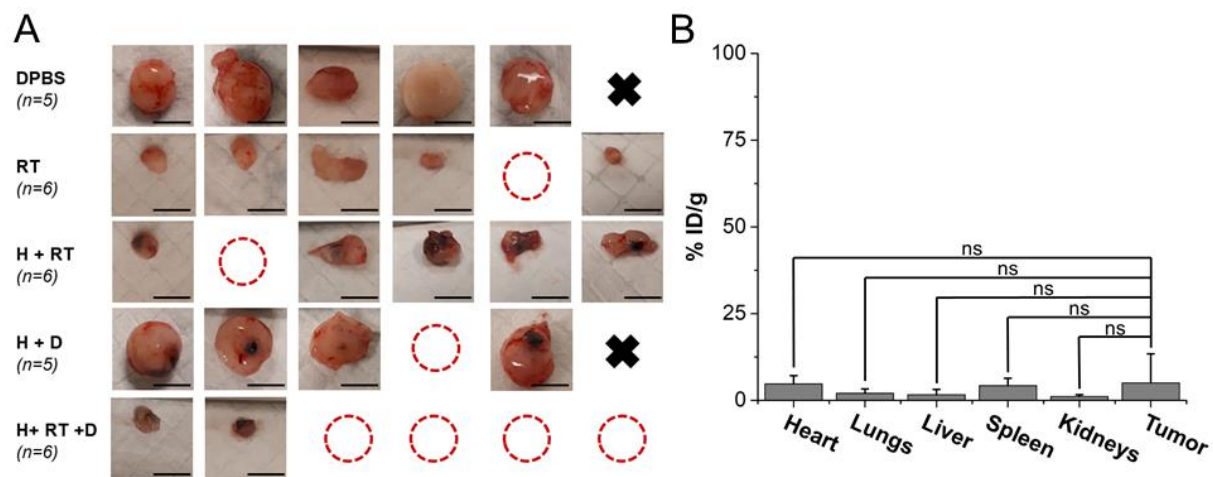 A
DPBS
(n=5)
RT
(n=6)
H + RT
(n=6)
H + D
(n=5)
H+ RT +D
(n=6)
B
% ID/g
100
75
50
25
0
ns
ns
ns
ns
ns
Heart
Lungs
Liver
Spleen
Kidneys
Tumor